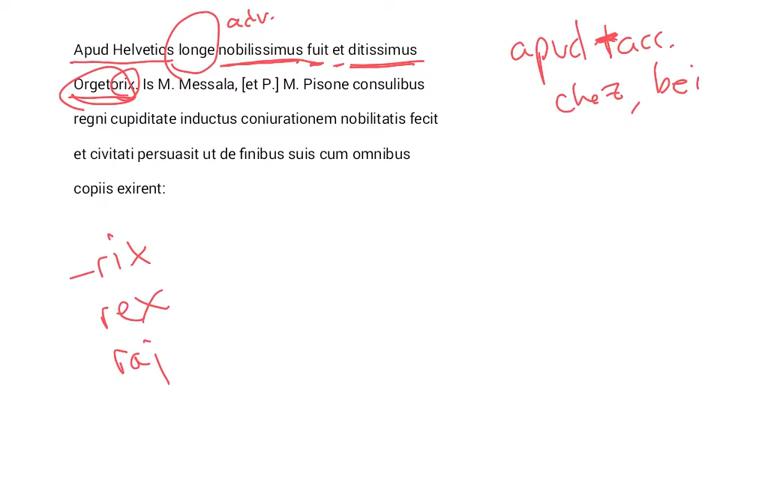 adv.
Apud Helvetios longe nobilissimus fuit et ditissimus
Orgetorix. Is M. Messala, [et P.] M. Pisone consulibus
regni cupiditate inductus coniurationem nobilitatis fecit
et civitati persuasit ut de finibus suis cum omnibus
copiis exirent:
apud + acc.
chez, bei
-rix
rex
raj